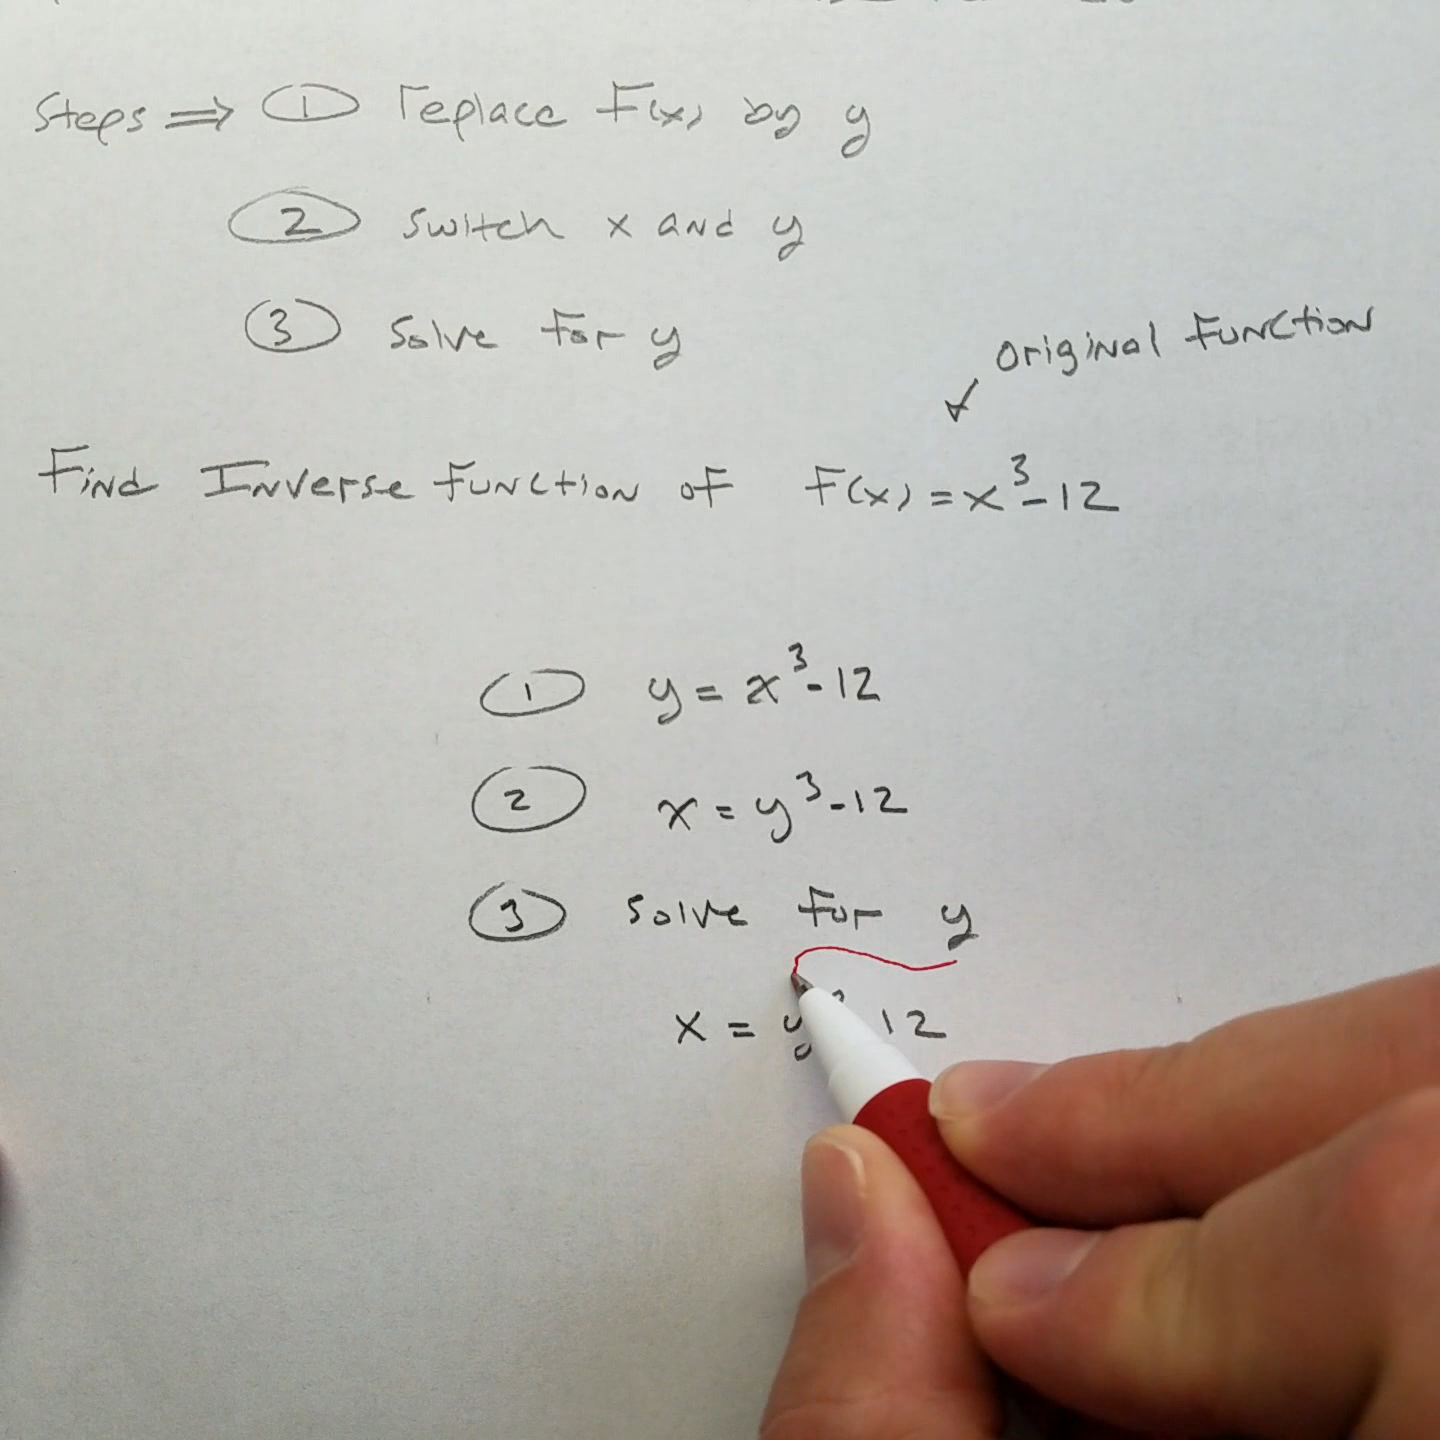 Steps ⇒ ① replace F(x) by y
② switch x and y
③ solve for y
original function
Find Inverse function of F(x) = x³-12
① y = x³-12
② x = y³-12
③ solve for y
x = y 12